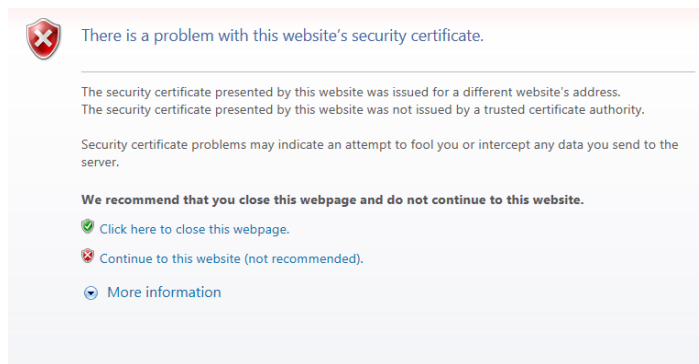 There is a problem with this website's security certificate.
The security certificate presented by this website was issued for a different website's address.
The security certificate presented by this website was not issued by a trusted certificate authority.
Security certificate problems may indicate an attempt to fool you or intercept any data you send to the
server.
We recommend that you close this webpage and do not continue to this website.
Click here to close this webpage.
Continue to this website (not recommended).
More information